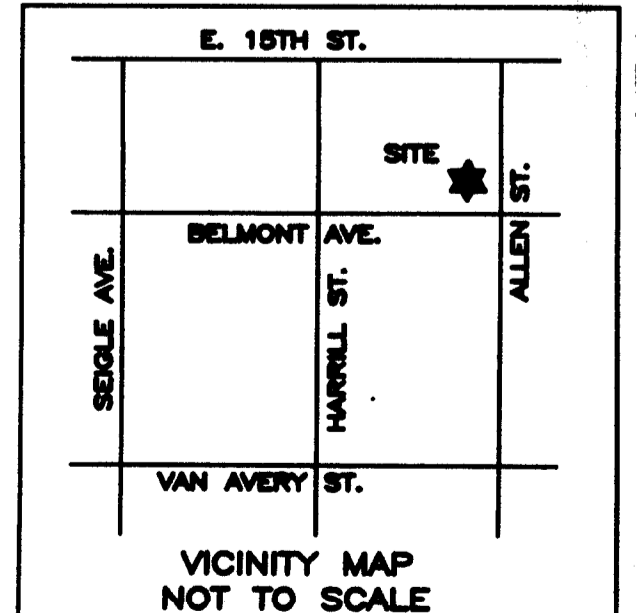 E. 15TH ST.
SITE
BELMONT AVE.
ALLEN ST.
SEIGLE AVE.
HARRILL ST.
VAN AVERY ST.
VICINITY MAP
NOT TO SCALE